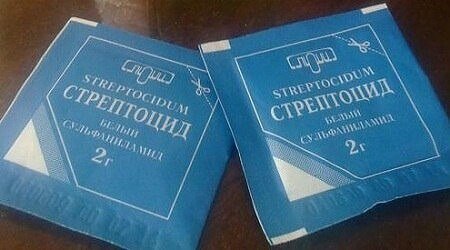 STREPTOCIDUM
СТРЕПТОЦИД
БЕЛЫЙ
СУЛЬФАНИЛАМИД
2г
STREPTOCIDUM
СТРЕПТОЦИД
БЕЛЫЙ
СУЛЬФАНИЛАМИД
2г